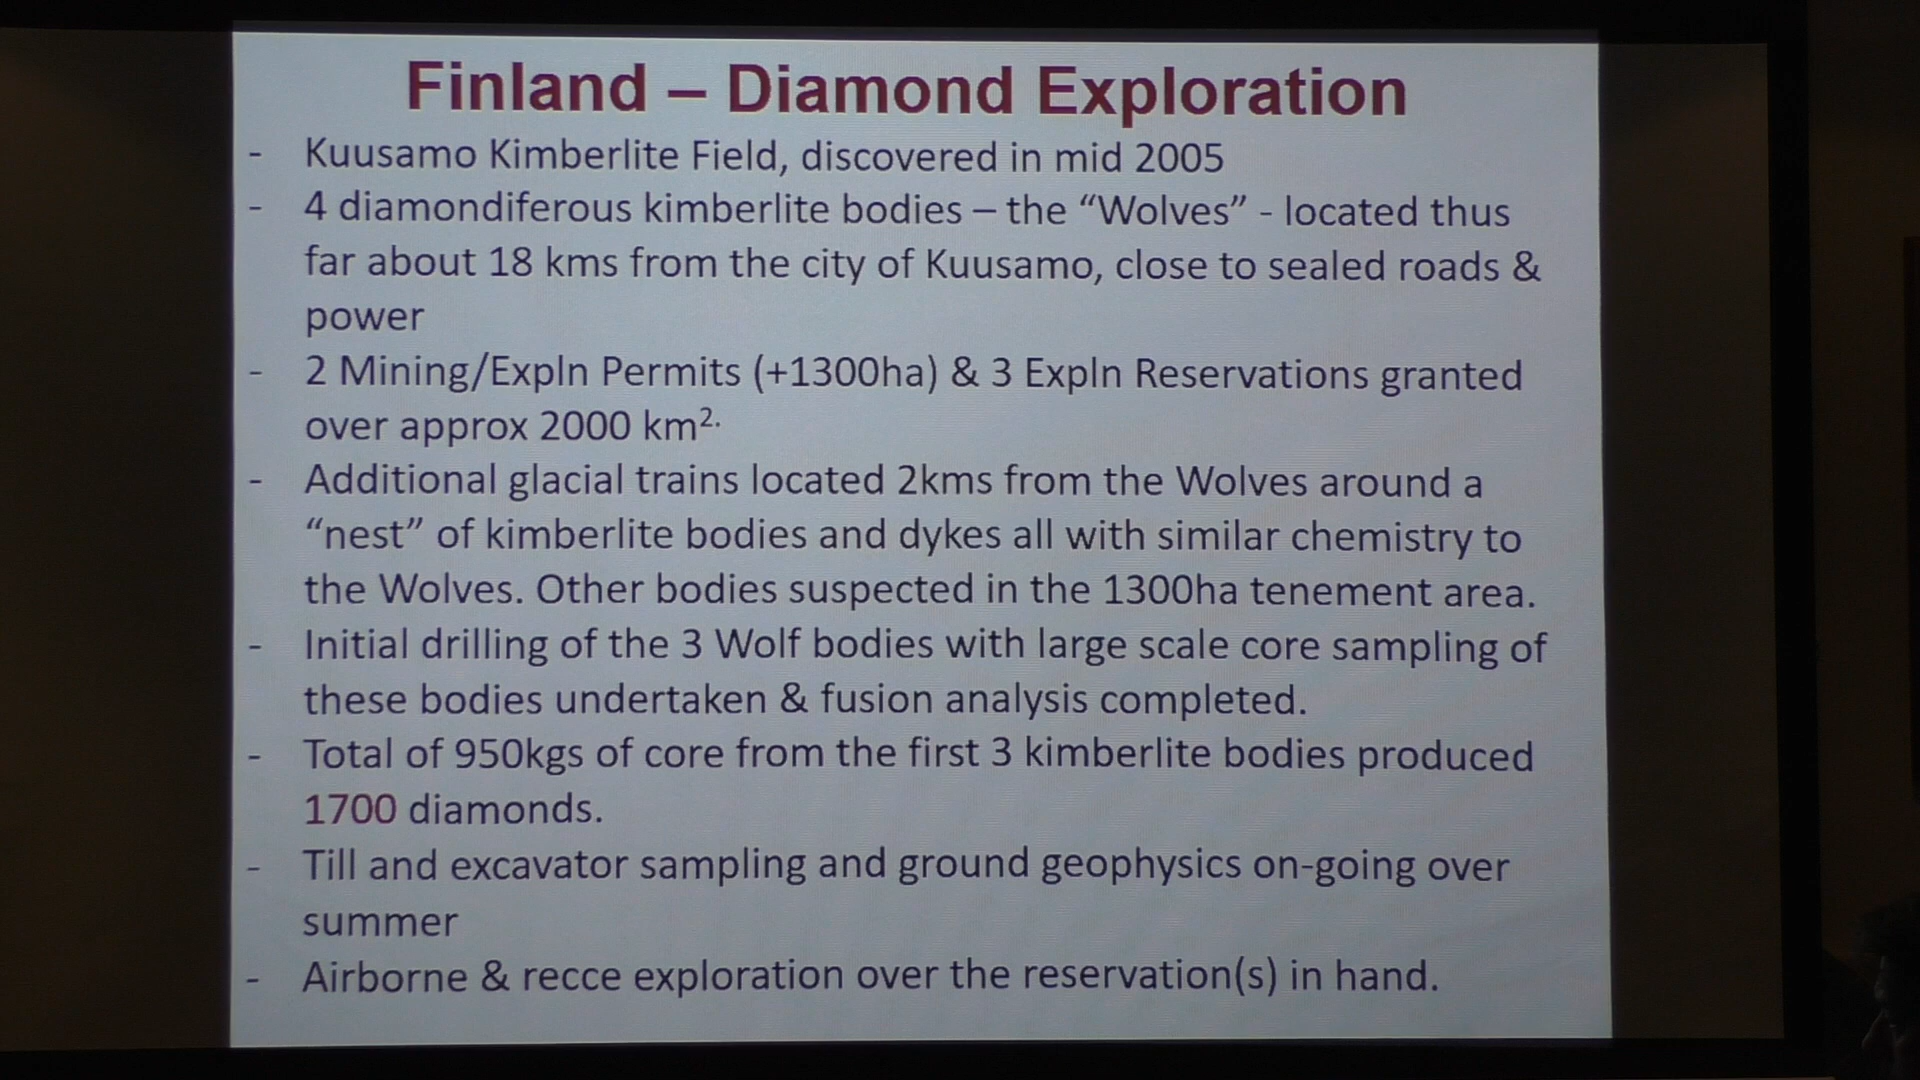 Finland – Diamond Exploration
- Kuusamo Kimberlite Field, discovered in mid 2005
- 4 diamondiferous kimberlite bodies – the “Wolves” - located thus
far about 18 kms from the city of Kuusamo, close to sealed roads &
power
- 2 Mining/Expln Permits (+1300ha) & 3 Expln Reservations granted
over approx 2000 km².
- Additional glacial trains located 2kms from the Wolves around a
“nest” of kimberlite bodies and dykes all with similar chemistry to
the Wolves. Other bodies suspected in the 1300ha tenement area.
- Initial drilling of the 3 Wolf bodies with large scale core sampling of
these bodies undertaken & fusion analysis completed.
- Total of 950kgs of core from the first 3 kimberlite bodies produced
1700 diamonds.
- Till and excavator sampling and ground geophysics on-going over
summer
- Airborne & recce exploration over the reservation(s) in hand.